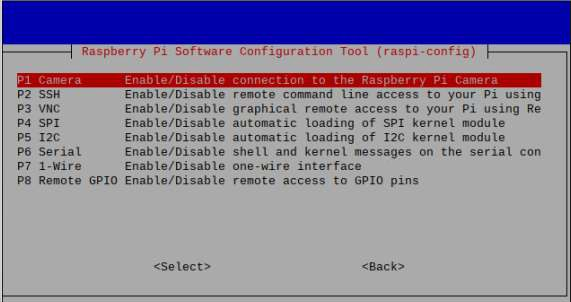 Raspberry Pi Software Configuration Tool (raspi-config)
P1 Camera Enable/Disable connection to the Raspberry Pi Camera
P2 SSH Enable/Disable remote command line access to your Pi using
P3 VNC Enable/Disable graphical remote access to your Pi using Re
P4 SPI Enable/Disable automatic loading of SPI kernel module
P5 I2C Enable/Disable automatic loading of I2C kernel module
P6 Serial Enable/Disable shell and kernel messages on the serial con
P7 1-Wire Enable/Disable one-wire interface
P8 Remote GPIO Enable/Disable remote access to GPIO pins
<Select> <Back>